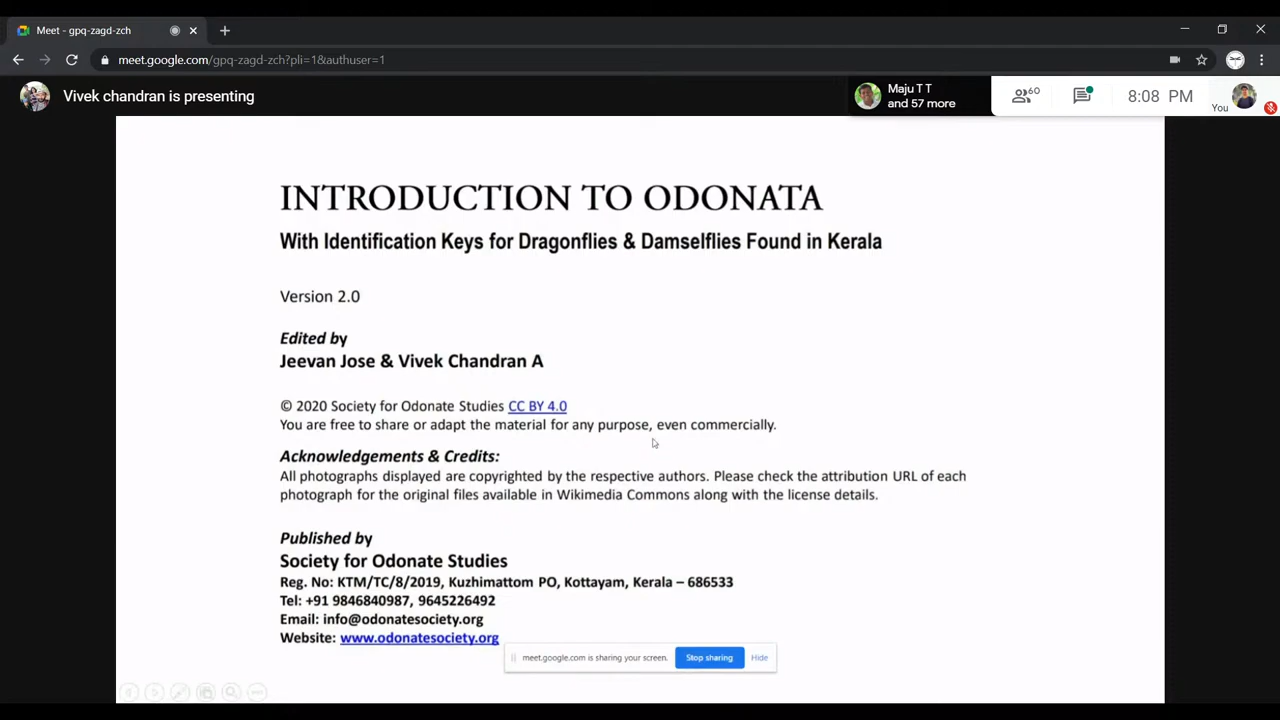 Meet - gpq-zagd-zch
meet.google.com/gpq-zagd-zch?pli=1&authuser=1
Vivek chandran is presenting
Maju T T
and 57 more
60
8:08 PM
You
INTRODUCTION TO ODONATA
With Identification Keys for Dragonflies & Damselflies Found in Kerala
Version 2.0
Edited by
Jeevan Jose & Vivek Chandran A
© 2020 Society for Odonate Studies CC BY 4.0
You are free to share or adapt the material for any purpose, even commercially.
Acknowledgements & Credits:
All photographs displayed are copyrighted by the respective authors. Please check the attribution URL of each
photograph for the original files available in Wikimedia Commons along with the license details.
Published by
Society for Odonate Studies
Reg. No: KTM/TC/8/2019, Kuzhimattom PO, Kottayam, Kerala – 686533
Tel: +91 9846840987, 9645226492
Email: info@odonatesociety.org
Website: www.odonatesociety.org
meet.google.com is sharing your screen. Stop sharing Hide